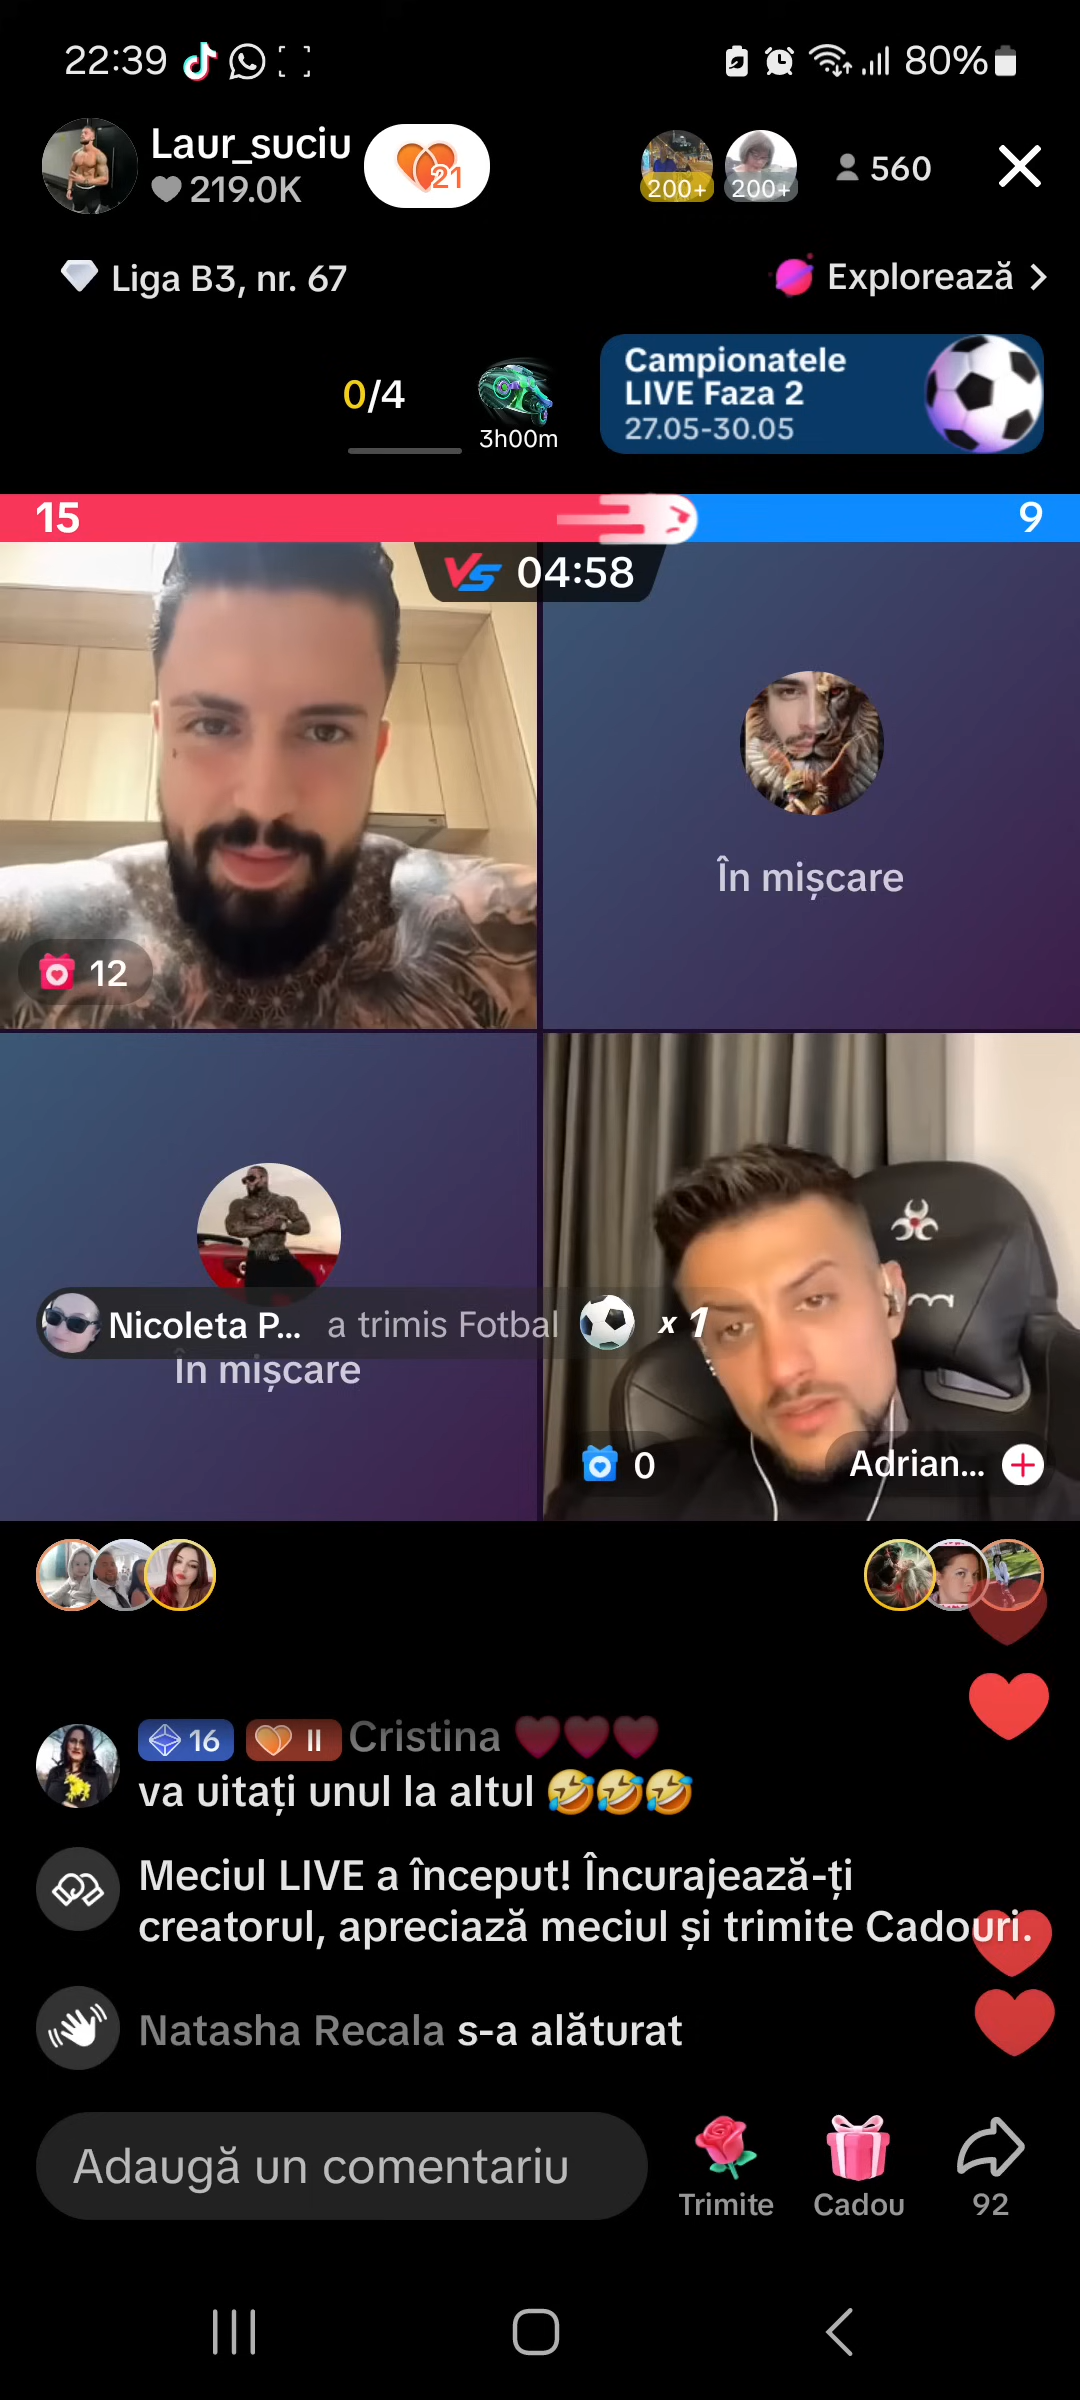 22:39
80%
Laur_suciu
219.0K
21
200+
200+
560
Liga B3, nr. 67
Explorează
0/4
3h00m
Campionatele
LIVE Faza 2
27.05-30.05
15
9
VS 04:58
În mișcare
12
Nicoleta P... a trimis Fotbal x 1
În mișcare
0
Adrian...
16 II Cristina
va uitați unul la altul 🤣🤣🤣
Meciul LIVE a început! Încurajează-ți
creatorul, apreciază meciul și trimite Cadouri.
Natasha Recala s-a alăturat
Adaugă un comentariu
Trimite
Cadou
92